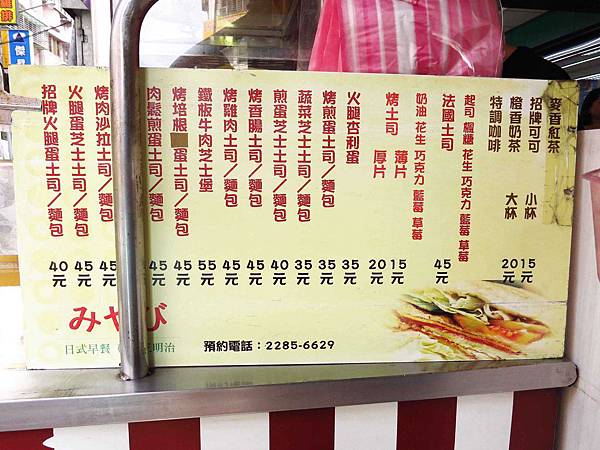 麥香紅茶
招牌可可 小杯 15元
橙香奶茶 大杯 20元
特調咖啡
起司 楓糖 花生 巧克力 藍莓 草莓
法國土司 45元
奶油 花生 巧克力 藍莓 草莓
烤土司 薄片 15元
厚片 20元
火腿杏利蛋 35元
烤煎蛋土司／麵包 35元
蔬菜芝士土司／麵包 35元
煎蛋芝士土司／麵包 40元
烤香腸土司／麵包 45元
烤雞肉土司／麵包 45元
鐵板牛肉芝士堡 55元
烤培根 蛋土司／麵包 45元
肉鬆煎蛋土司／麵包 45元
烤肉沙拉土司／麵包 45元
火腿蛋芝士土司／麵包 45元
招牌火腿蛋土司／麵包 40元
みやび
日式早餐 明治
預約電話：2285-6629